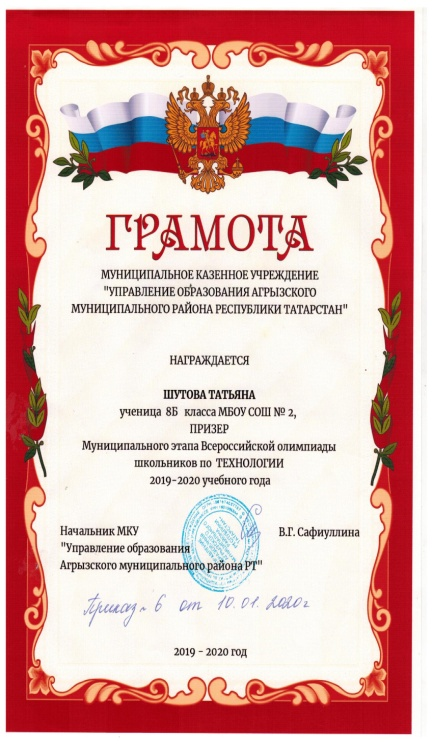 ГРАМОТА
МУНИЦИПАЛЬНОЕ КАЗЕННОЕ УЧРЕЖДЕНИЕ
"УПРАВЛЕНИЕ ОБРАЗОВАНИЯ АГРЫЗСКОГО
МУНИЦИПАЛЬНОГО РАЙОНА РЕСПУБЛИКИ ТАТАРСТАН"
НАГРАЖДАЕТСЯ
ШУТОВА ТАТЬЯНА
ученица 8Б класса МБОУ СОШ № 2,
ПРИЗЕР
Муниципального этапа Всероссийской олимпиады
школьников по ТЕХНОЛОГИИ
2019-2020 учебного года
Начальник МКУ В.Г. Сафиуллина
"Управление образования
Агрызского муниципального района РТ"
Приказ № 6 от 10.01.2020г
2019 - 2020 год